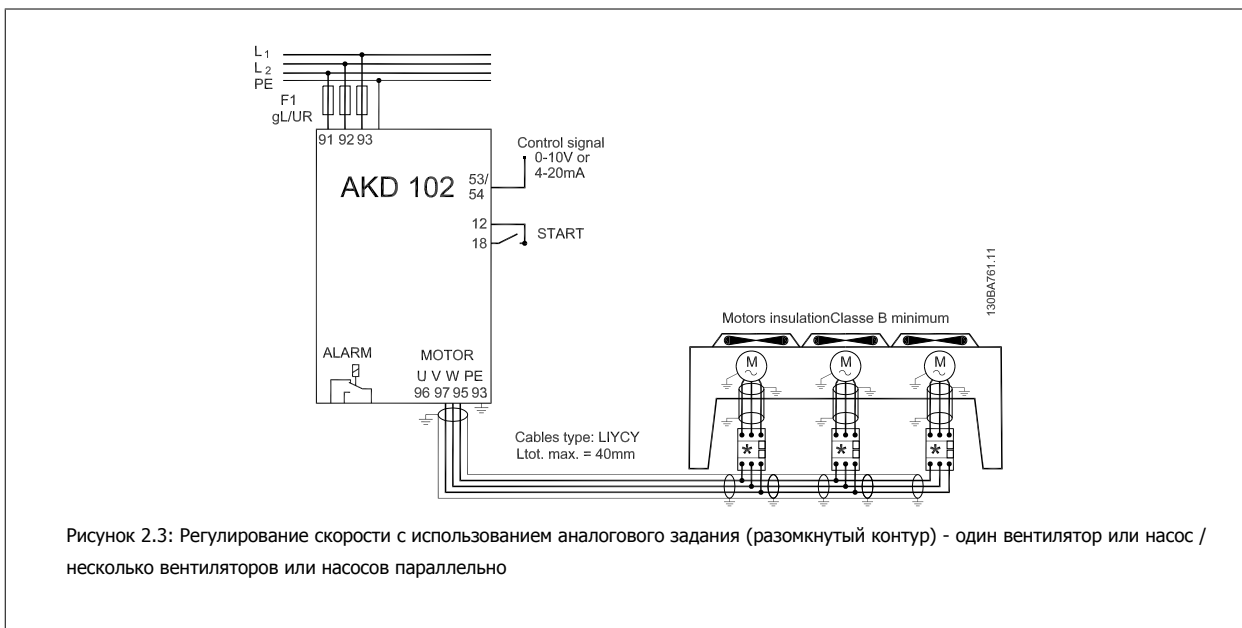 L1
L2
PE
F1
gL/UR
91 92 93
AKD 102
53/
54
Control signal
0-10V or
4-20mA
12
18
START
130BA761.11
Motors insulationClasse B minimum
M
M
M
ALARM
MOTOR
U V W PE
96 97 95 93
* * *
Cables type: LIYCY
Ltot. max. = 40mm
Рисунок 2.3: Регулирование скорости с использованием аналогового задания (разомкнутый контур) - один вентилятор или насос /
несколько вентиляторов или насосов параллельно